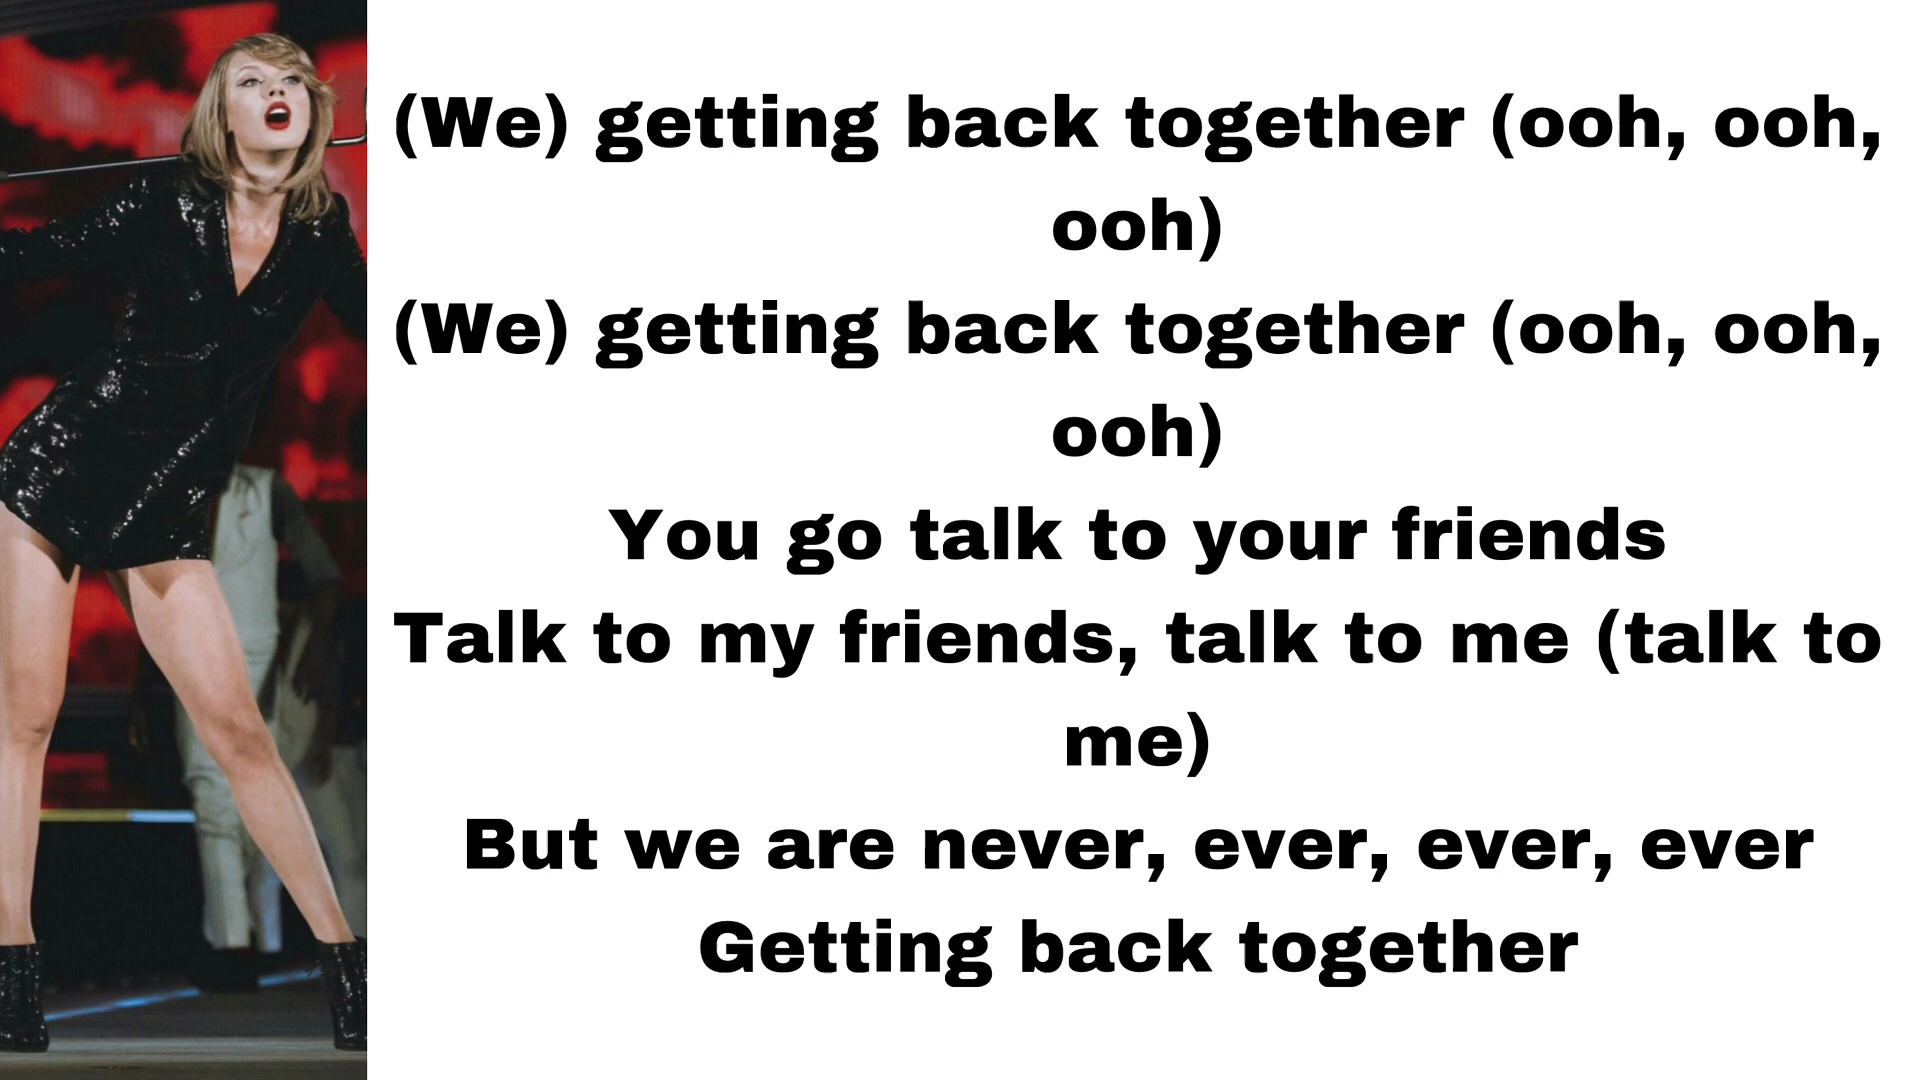 (We) getting back together (ooh, ooh,
ooh)
(We) getting back together (ooh, ooh,
ooh)
You go talk to your friends
Talk to my friends, talk to me (talk to
me)
But we are never, ever, ever, ever
Getting back together